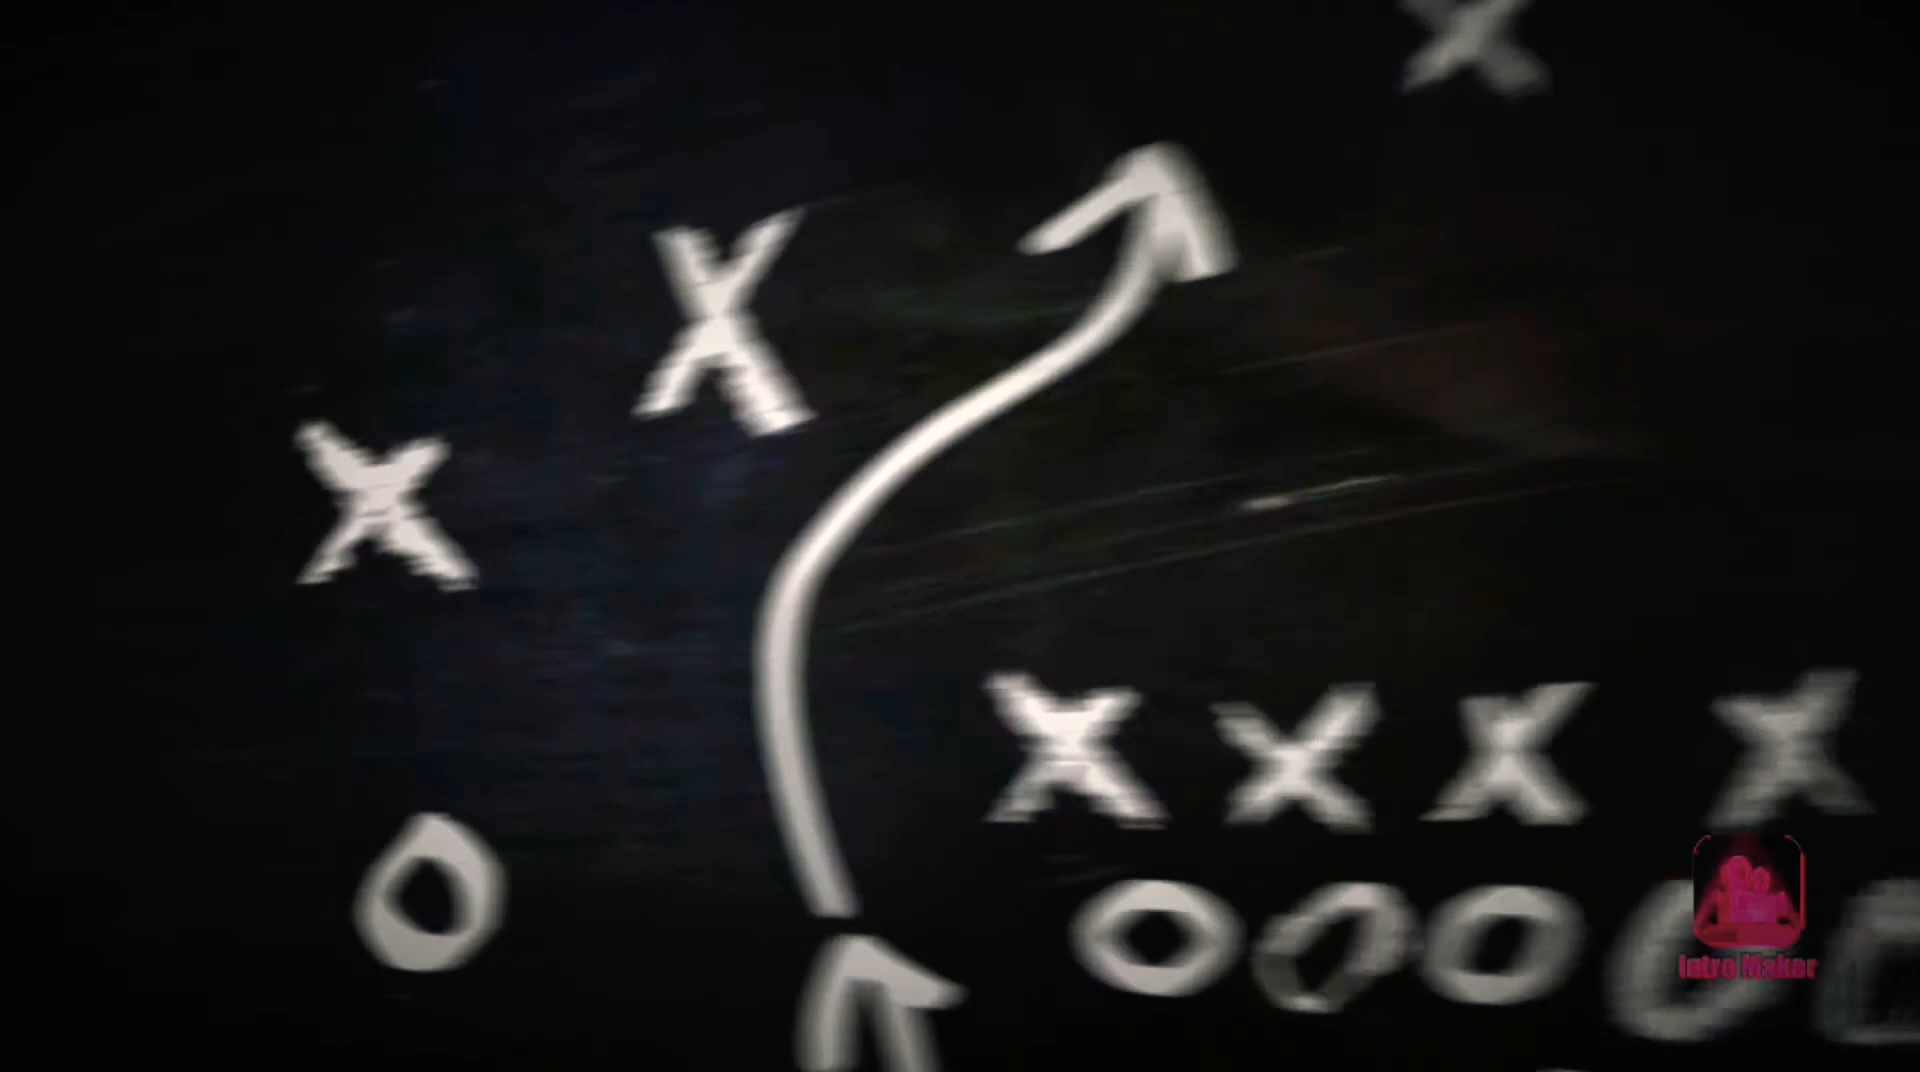 X
X
X
X X X X
O O O O O
Intro Maker